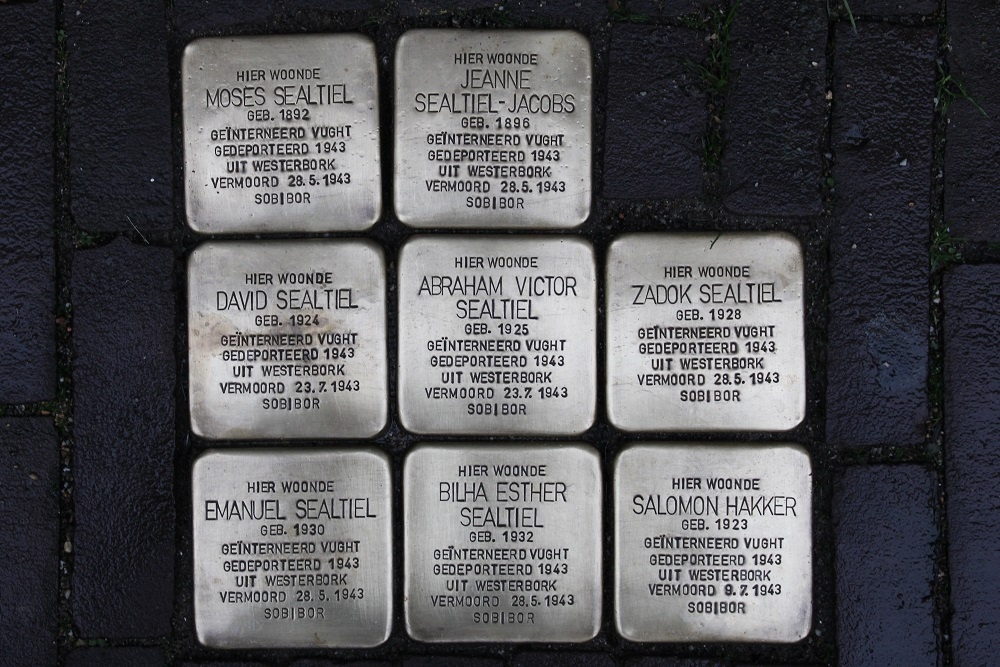 HIER WOONDE
MOSES SEALTIEL
GEB. 1892
GEÏNTERNEERD VUGHT
GEDEPORTEERD 1943
UIT WESTERBORK
VERMOORD 28.5.1943
SOBIBOR
HIER WOONDE
JEANNE
SEALTIEL-JACOBS
GEB. 1896
GEÏNTERNEERD VUGHT
GEDEPORTEERD 1943
UIT WESTERBORK
VERMOORD 28.5.1943
SOBIBOR
HIER WOONDE
DAVID SEALTIEL
GEB. 1924
GEÏNTERNEERD VUGHT
GEDEPORTEERD 1943
UIT WESTERBORK
VERMOORD 23.7.1943
SOBIBOR
HIER WOONDE
ABRAHAM VICTOR
SEALTIEL
GEB. 1925
GEÏNTERNEERD VUGHT
GEDEPORTEERD 1943
UIT WESTERBORK
VERMOORD 23.7.1943
SOBIBOR
HIER WOONDE
ZADOK SEALTIEL
GEB. 1928
GEÏNTERNEERD VUGHT
GEDEPORTEERD 1943
UIT WESTERBORK
VERMOORD 28.5.1943
SOBIBOR
HIER WOONDE
EMANUEL SEALTIEL
GEB. 1930
GEÏNTERNEERD VUGHT
GEDEPORTEERD 1943
UIT WESTERBORK
VERMOORD 28.5.1943
SOBIBOR
HIER WOONDE
BILHA ESTHER
SEALTIEL
GEB. 1932
GEÏNTERNEERD VUGHT
GEDEPORTEERD 1943
UIT WESTERBORK
VERMOORD 28.5.1943
SOBIBOR
HIER WOONDE
SALOMON HAKKER
GEB. 1923
GEÏNTERNEERD VUGHT
GEDEPORTEERD 1943
UIT WESTERBORK
VERMOORD 9.7.1943
SOBIBOR